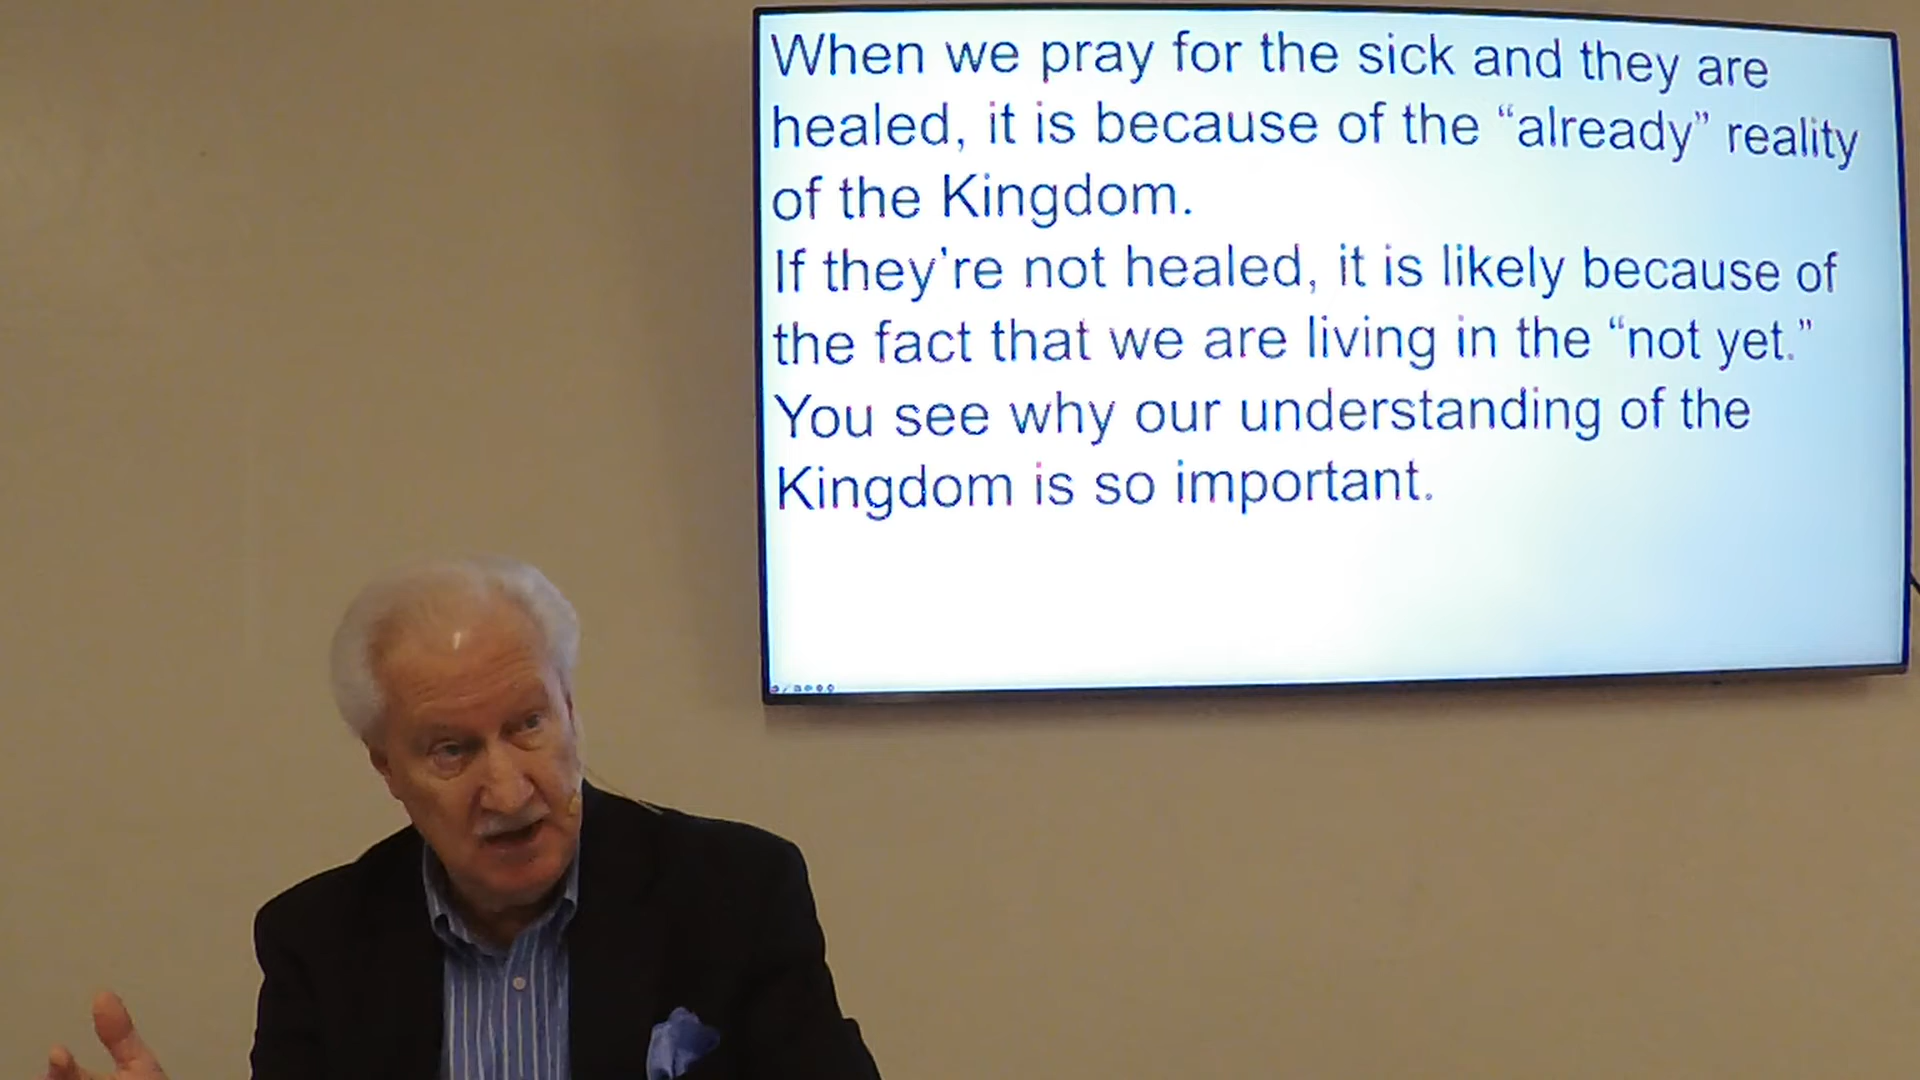 When we pray for the sick and they are
healed, it is because of the “already” reality
of the Kingdom.
If they’re not healed, it is likely because of
the fact that we are living in the “not yet.”
You see why our understanding of the
Kingdom is so important.